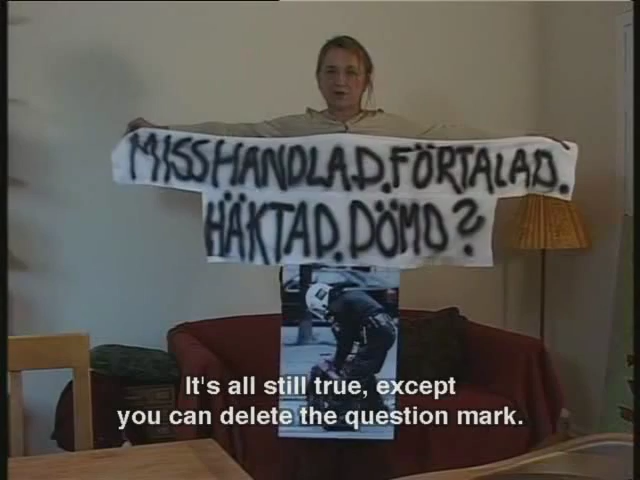 MISSHANDLAD. FÖRTALAD.
HÄKTAD. DÖMD?
It's all still true, except
you can delete the question mark.